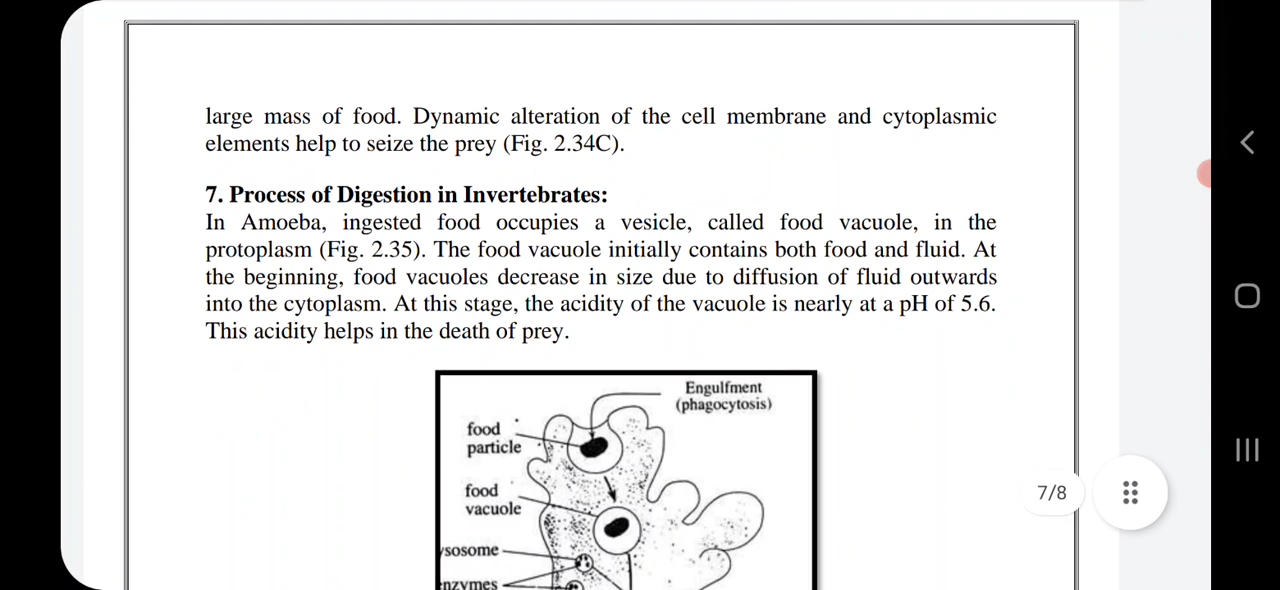 large mass of food. Dynamic alteration of the cell membrane and cytoplasmic
elements help to seize the prey (Fig. 2.34C).
7. Process of Digestion in Invertebrates:
In Amoeba, ingested food occupies a vesicle, called food vacuole, in the
protoplasm (Fig. 2.35). The food vacuole initially contains both food and fluid. At
the beginning, food vacuoles decrease in size due to diffusion of fluid outwards
into the cytoplasm. At this stage, the acidity of the vacuole is nearly at a pH of 5.6.
This acidity helps in the death of prey.
Engulfment
(phagocytosis)
food
particle
food
vacuole
ysosome
enzymes
7/8